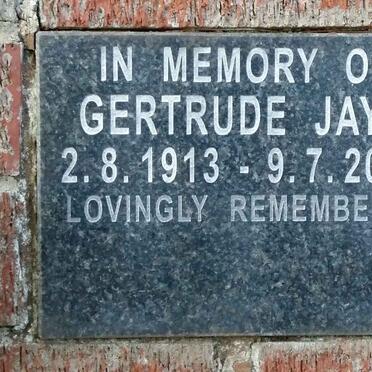 IN MEMORY O
GERTRUDE JAY
2.8.1913 - 9.7.20
LOVINGLY REMEMBE